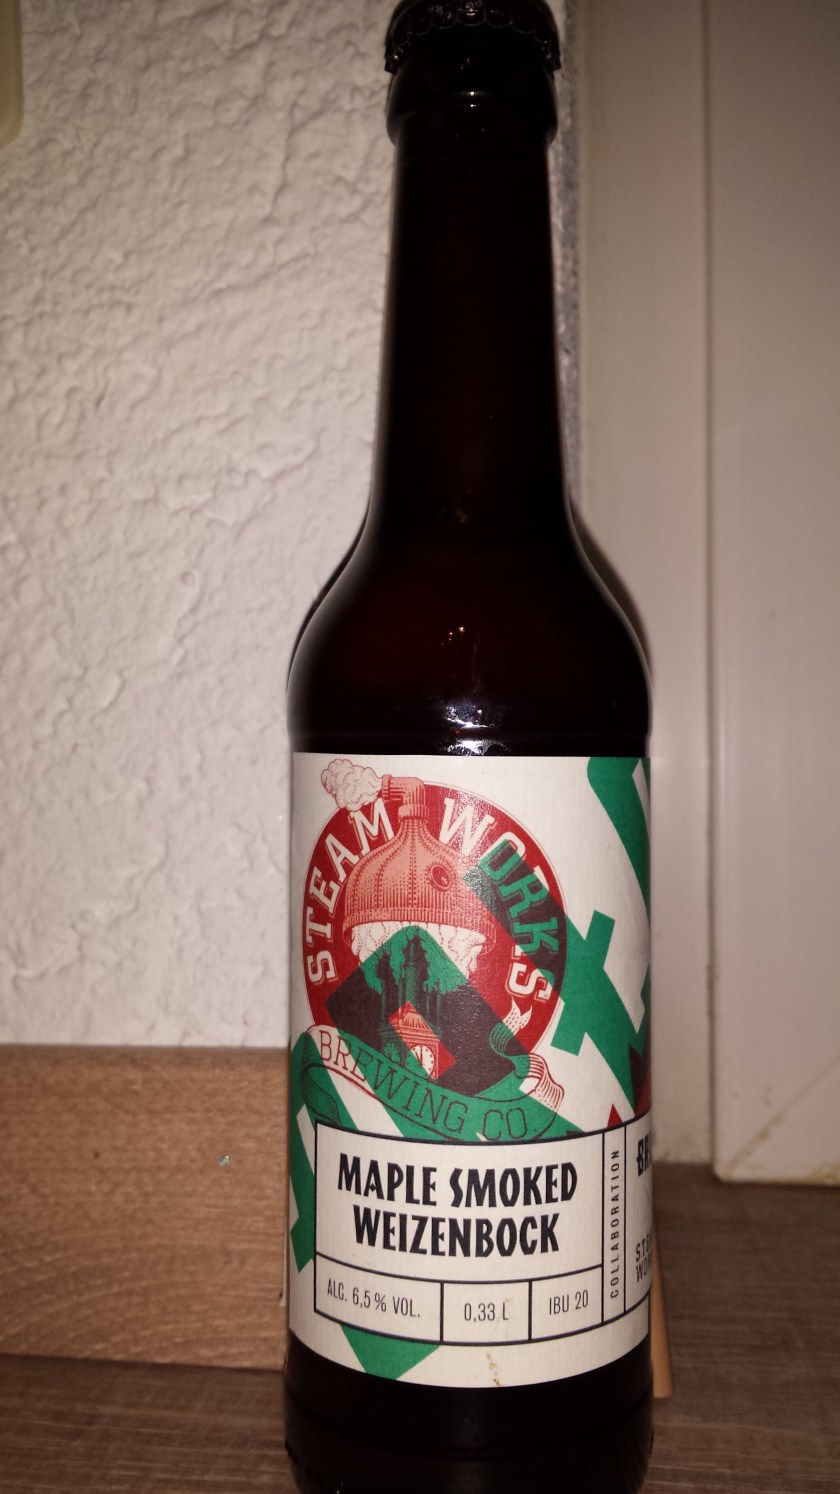 STEAM WORKS
BREWING CO.
MAPLE SMOKED
WEIZENBOCK
ALC. 6,5% VOL.
0,33 L
IBU 20
COLLABORATION